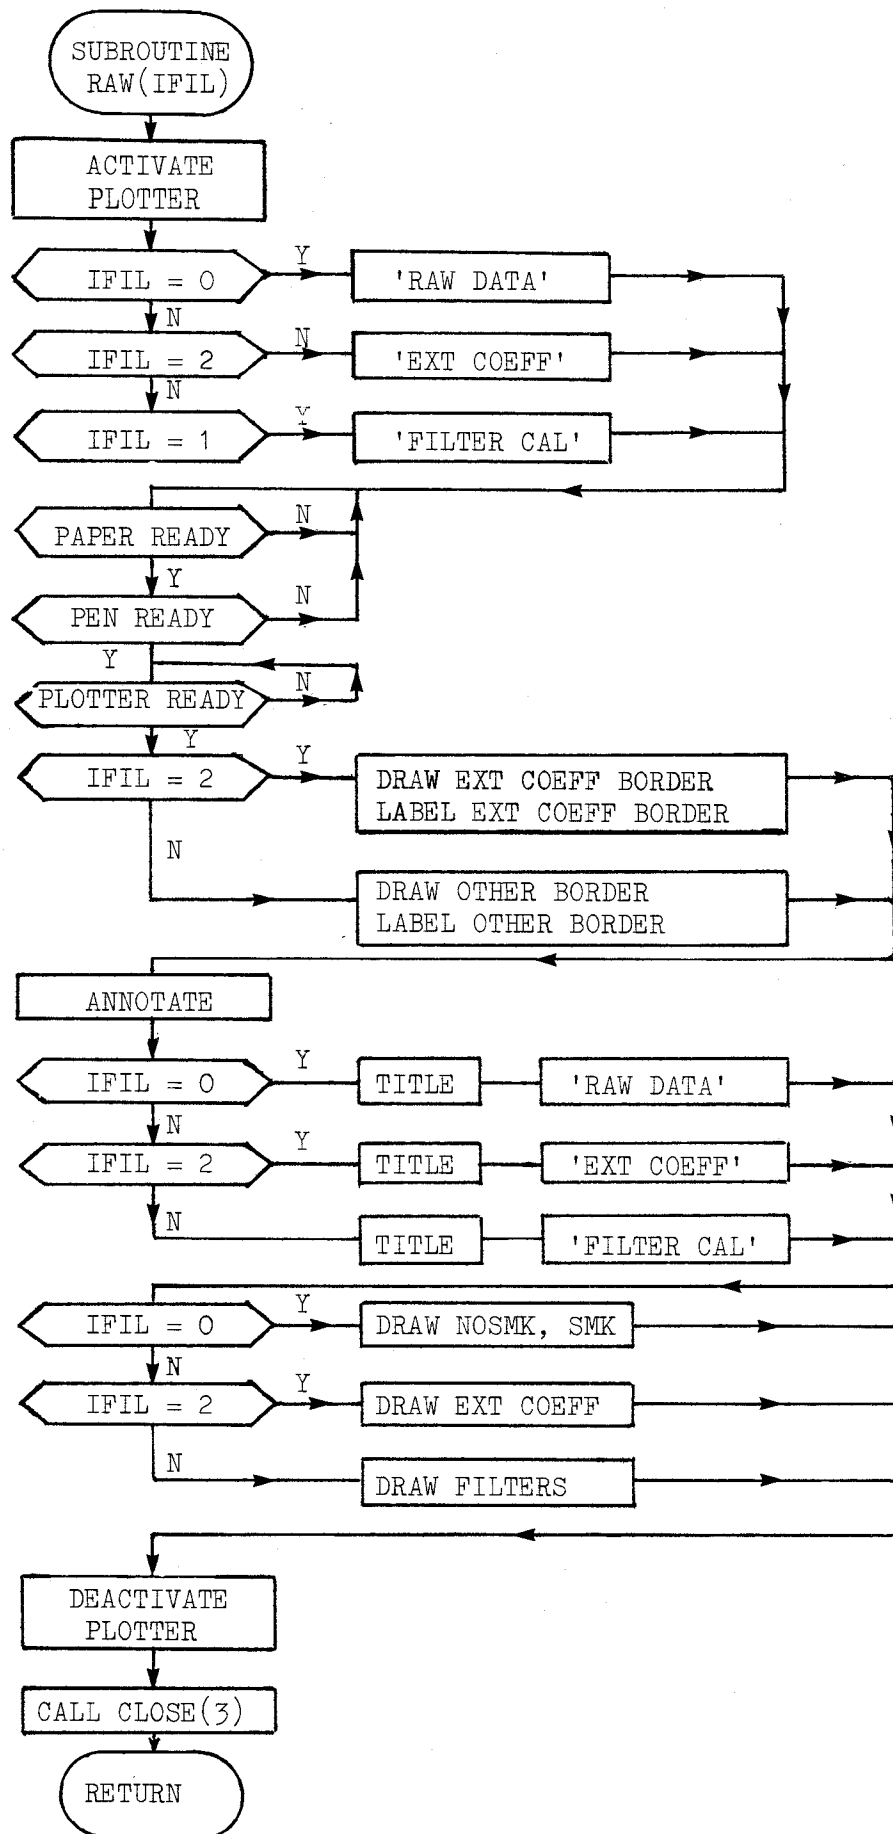 SUBROUTINE
RAW(IFIL)
ACTIVATE
PLOTTER
IFIL = 0
Y
'RAW DATA'
N
IFIL = 2
N
'EXT COEFF'
N
IFIL = 1
Y
'FILTER CAL'
PAPER READY
N
Y
PEN READY
N
Y
PLOTTER READY
N
Y
IFIL = 2
Y
DRAW EXT COEFF BORDER
LABEL EXT COEFF BORDER
N
DRAW OTHER BORDER
LABEL OTHER BORDER
ANNOTATE
IFIL = 0
Y
TITLE
'RAW DATA'
N
IFIL = 2
Y
TITLE
'EXT COEFF'
N
TITLE
'FILTER CAL'
IFIL = 0
Y
DRAW NOSMK, SMK
N
IFIL = 2
Y
DRAW EXT COEFF
N
DRAW FILTERS
DEACTIVATE
PLOTTER
CALL CLOSE(3)
RETURN